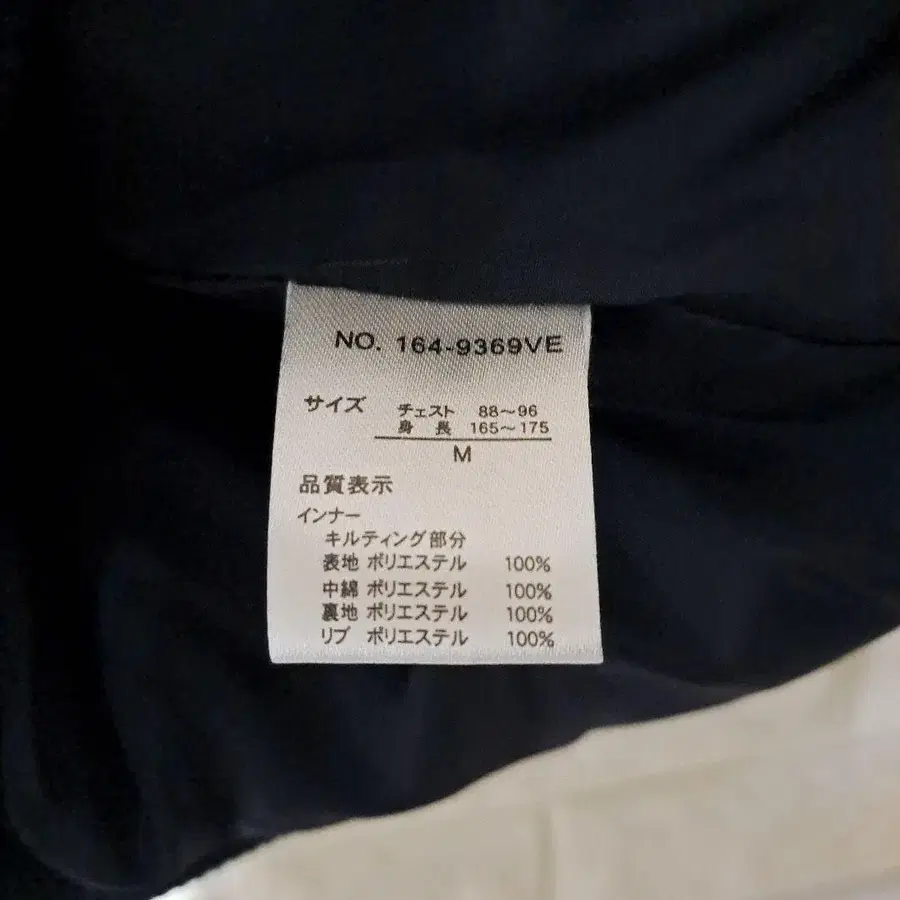 NO. 164-9369VE
サイズ チェスト 88〜96
身 長 165〜175
M
品質表示
インナー
キルティング部分
表地 ポリエステル 100%
中綿 ポリエステル 100%
裏地 ポリエステル 100%
リブ ポリエステル 100%